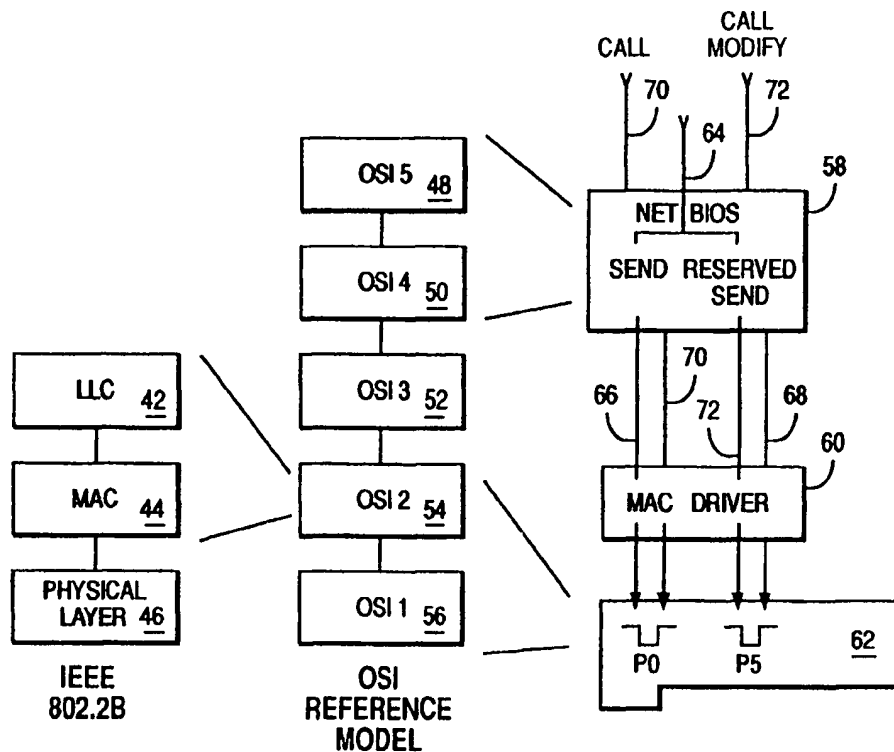 CALL
CALL
MODIFY
70
64
72
58
NET BIOS
SEND RESERVED
SEND
OSI 5 48
OSI 4 50
OSI 3 52
OSI 2 54
OSI 1 56
OSI
REFERENCE
MODEL
LLC 42
MAC 44
PHYSICAL
LAYER 46
IEEE
802.2B
66
70
72
68
60
MAC DRIVER
P0 P5
62